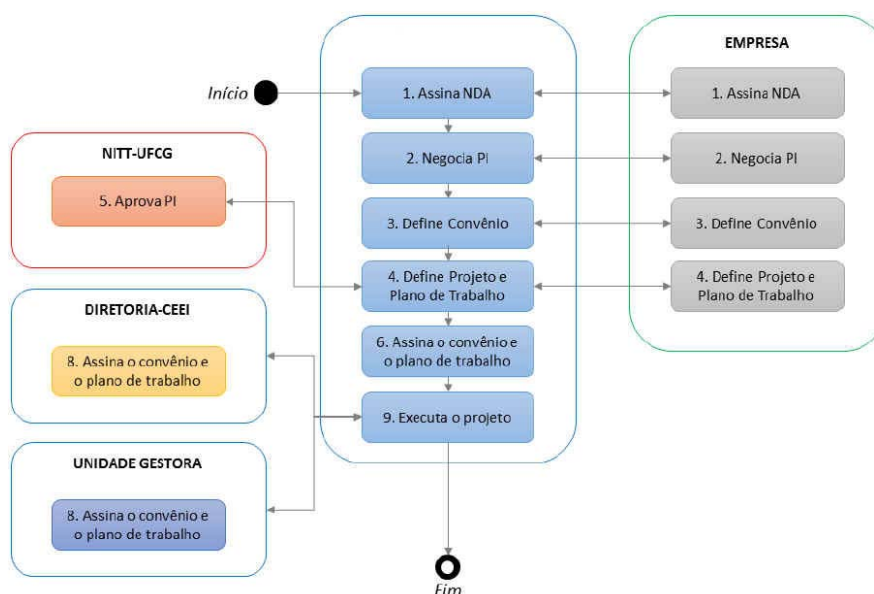 EMPRESA
Início
1. Assina NDA
1. Assina NDA
NITT-UFCG
2. Negocia PI
2. Negocia PI
5. Aprova PI
3. Define Convênio
3. Define Convênio
4. Define Projeto e
Plano de Trabalho
4. Define Projeto e
Plano de Trabalho
DIRETORIA-CEEI
6. Assina o convênio e
o plano de trabalho
8. Assina o convênio e
o plano de trabalho
9. Executa o projeto
UNIDADE GESTORA
8. Assina o convênio e
o plano de trabalho
Fim